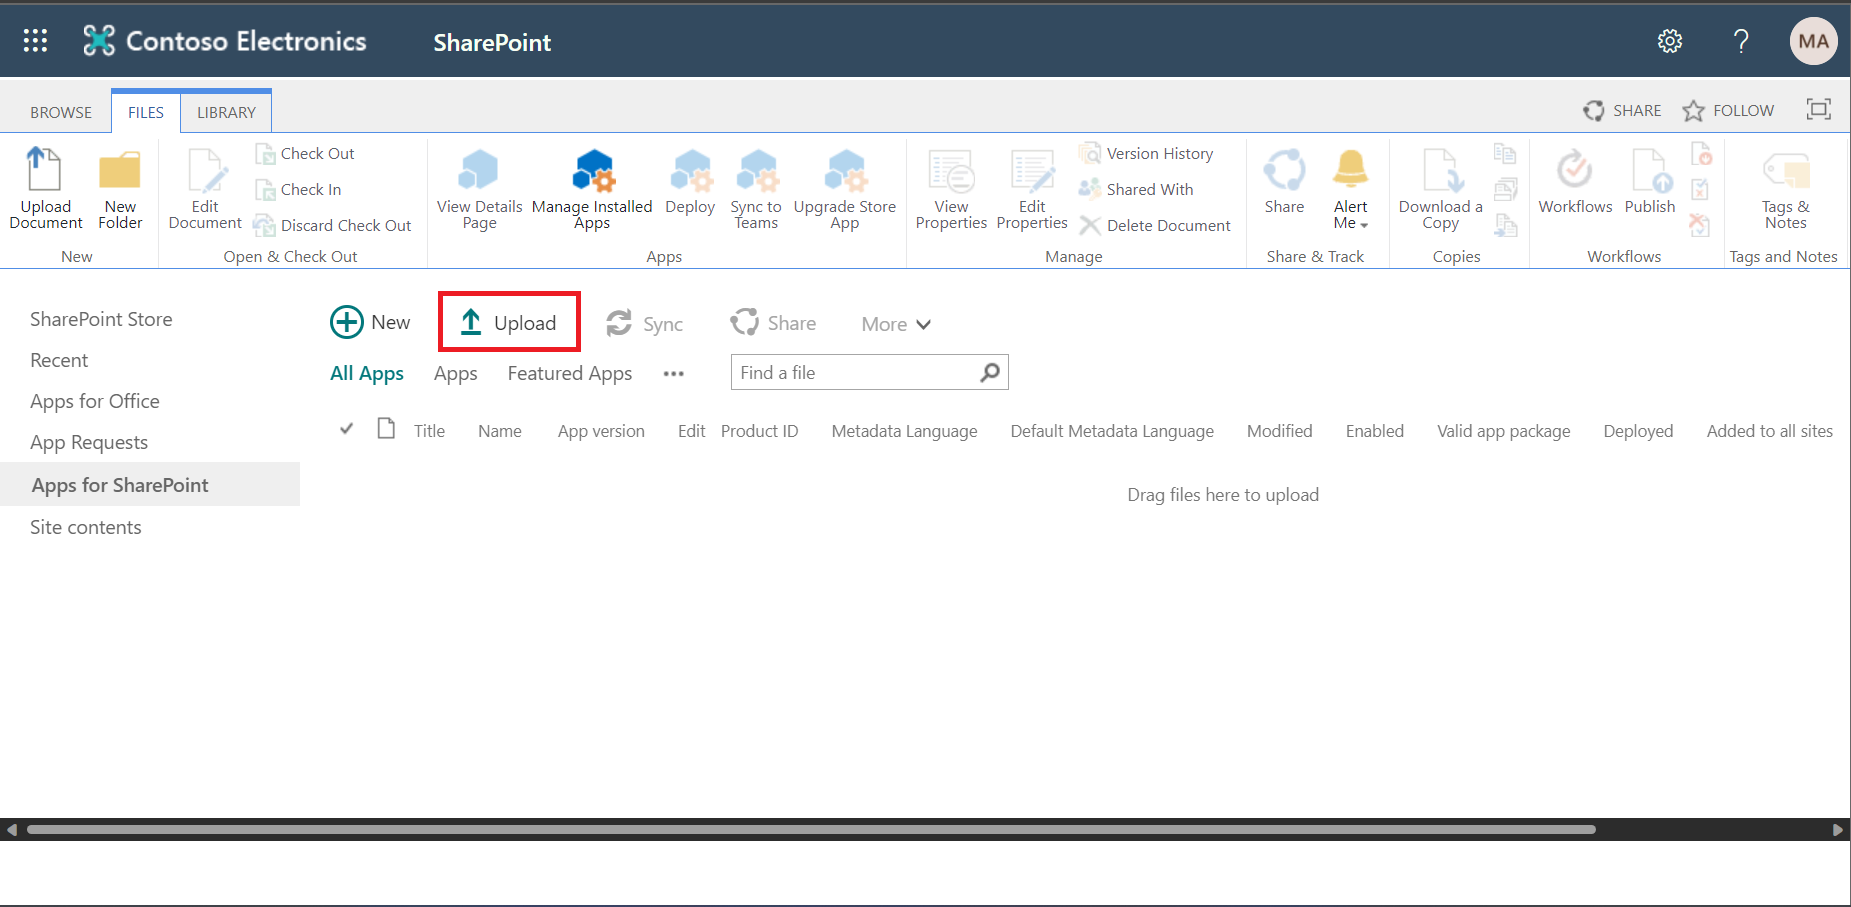 Contoso Electronics SharePoint ? MA
BROWSE FILES LIBRARY SHARE FOLLOW
Upload Document
New Folder
New
Edit Document
Check Out
Check In
Discard Check Out
Open & Check Out
View Details Page
Manage Installed Apps
Deploy
Sync to Teams
Upgrade Store App
Apps
View Properties
Edit Properties
Version History
Shared With
Delete Document
Manage
Share
Alert Me
Share & Track
Download a Copy
Copies
Workflows
Publish
Workflows
Tags & Notes
Tags and Notes
SharePoint Store
Recent
Apps for Office
App Requests
Apps for SharePoint
Site contents
New Upload Sync Share More
All Apps Apps Featured Apps ••• Find a file
Title Name App version Edit Product ID Metadata Language Default Metadata Language Modified Enabled Valid app package Deployed Added to all sites
Drag files here to upload